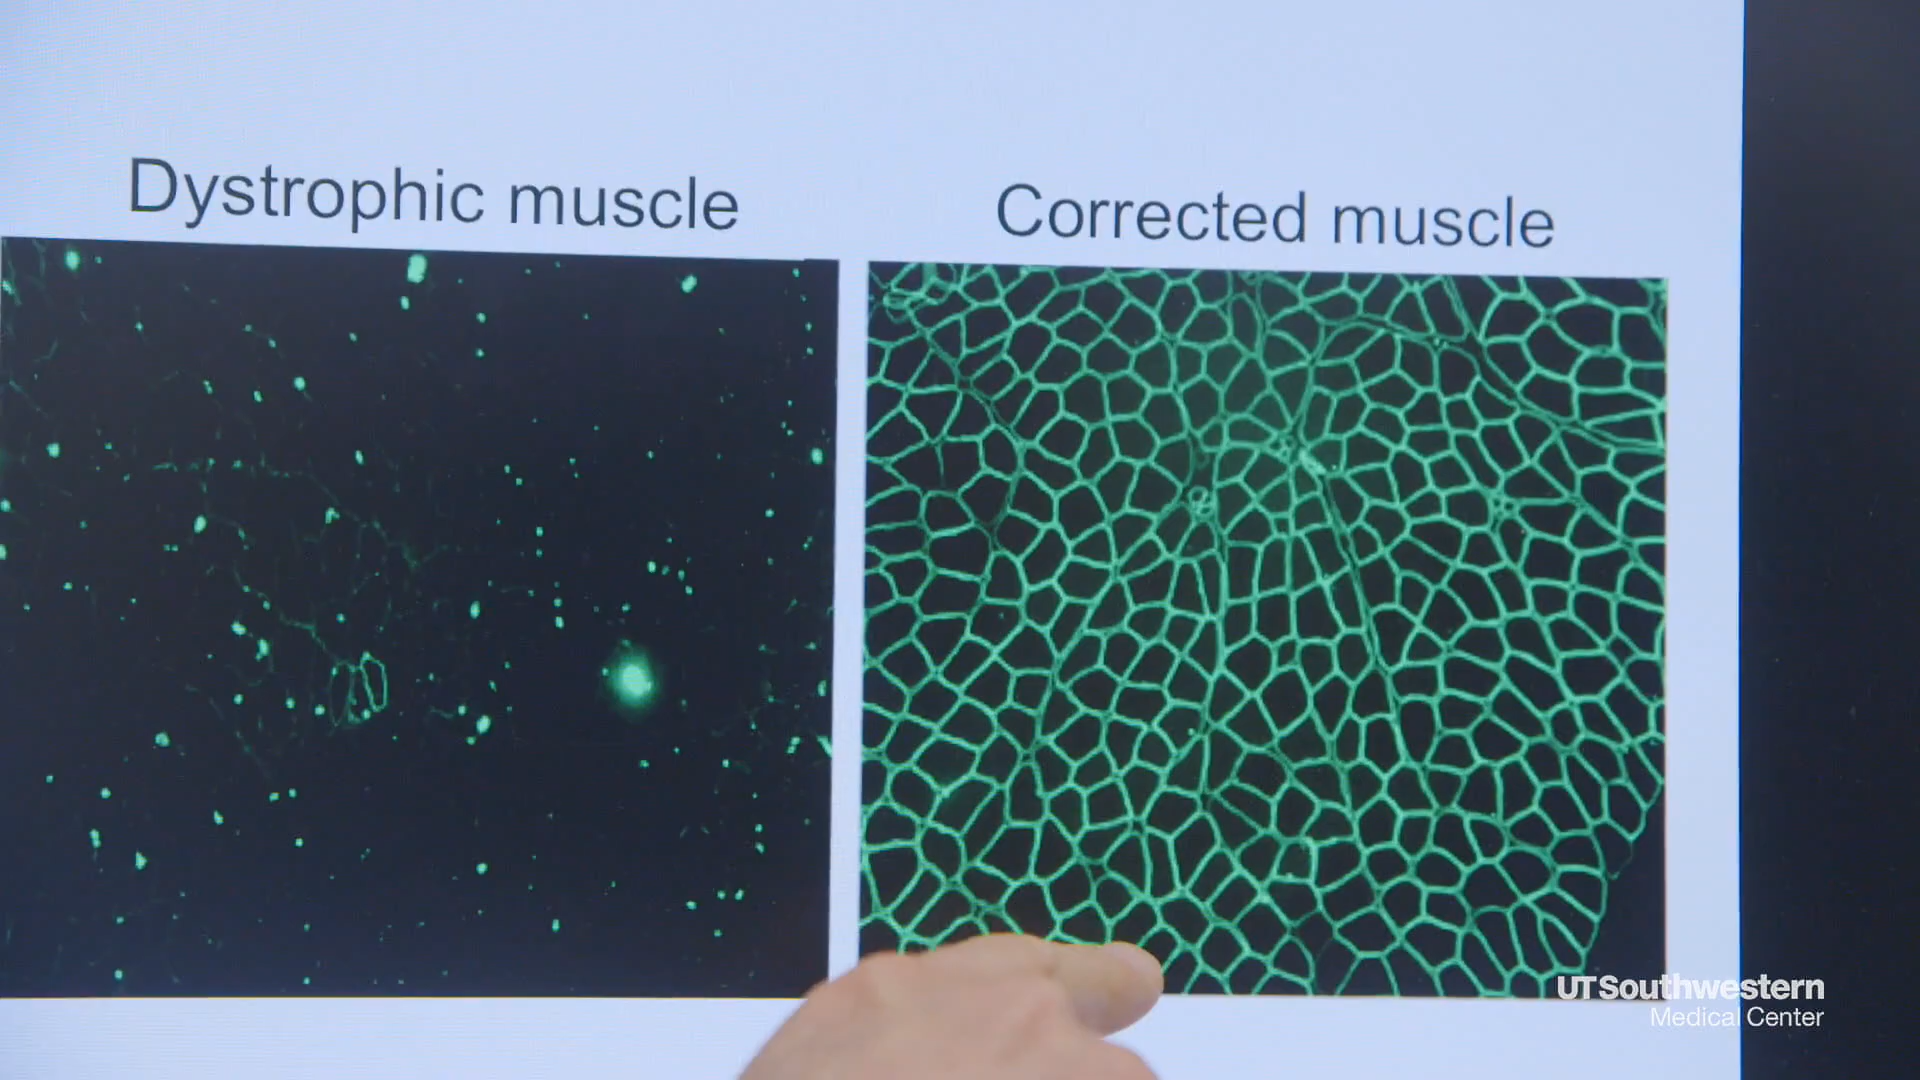 Dystrophic muscle
Corrected muscle
UTSouthwestern
Medical Center